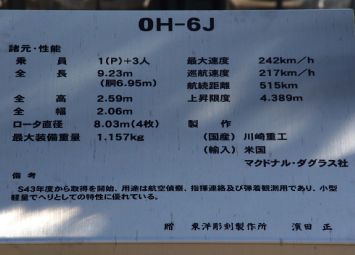 OH-6J
諸元・性能
乗員 1(P)+3人
全長 9.23m
(胴6.95m)
全高 2.59m
全幅 2.06m
ロータ直径 8.03m(4枚)
最大装備重量 1.157kg
最大速度 242km/h
巡航速度 217km/h
航続距離 515km
上昇限度 4.389m
製作
(国産) 川崎重工
(輸入) 米国
マクドナル・ダグラス社
備考
S43年度から取得を開始、用途は航空偵察、指揮連絡及び弾着観測用であり、小型
軽量でヘリとしての特性に優れている。
贈 東洋彫刻製作所 濱田 正